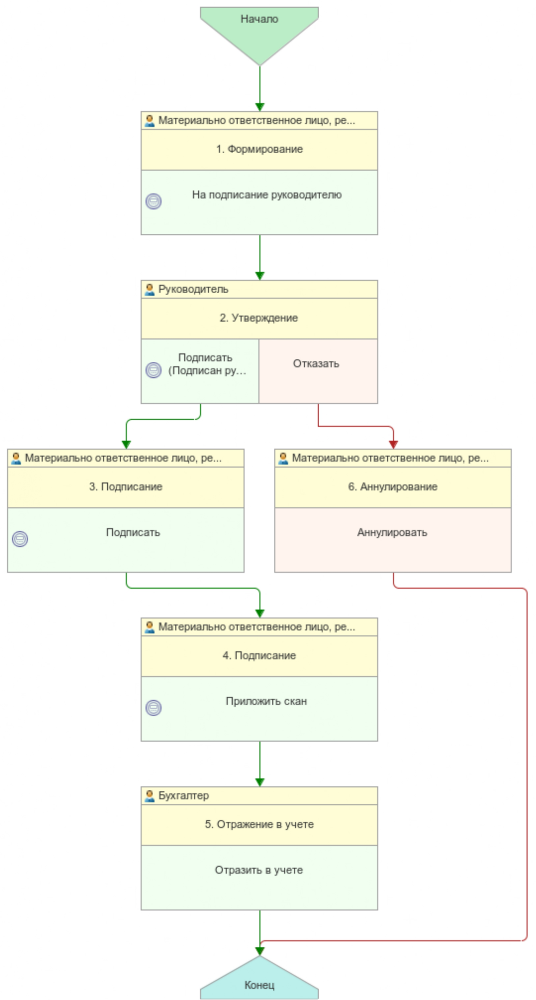 Начало
Материально ответственное лицо, ре...
1. Формирование
На подписание руководителю
Руководитель
2. Утверждение
Подписать
(Подписан ру...
Отказать
Материально ответственное лицо, ре...
3. Подписание
Подписать
Материально ответственное лицо, ре...
6. Аннулирование
Аннулировать
Материально ответственное лицо, ре...
4. Подписание
Приложить скан
Бухгалтер
5. Отражение в учете
Отразить в учете
Конец